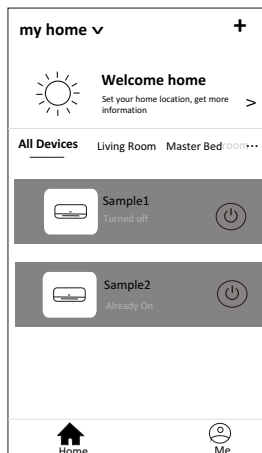 my home
+
Welcome home
Set your home location, get more
information
>
All Devices Living Room Master Bedroom...
Sample1
Turned off
Sample2
Already On
Home Me